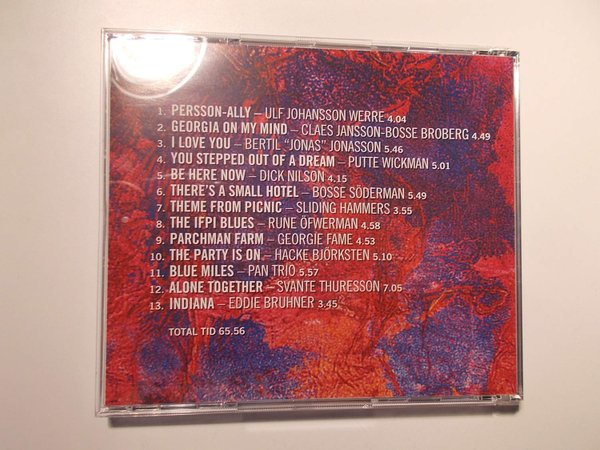 1. PERSSON-ALLY – ULF JOHANSSON WERRE 4.04
2. GEORGIA ON MY MIND – CLAES JANSSON-BOSSE BROBERG 4.49
3. I LOVE YOU – BERTIL "JONAS" JONASSON 5.46
4. YOU STEPPED OUT OF A DREAM – PUTTE WICKMAN 5.01
5. BE HERE NOW – DICK NILSON 4.15
6. THERE'S A SMALL HOTEL – BOSSE SÖDERMAN 5.49
7. THEME FROM PICNIC – SLIDING HAMMERS 3.55
8. THE IFPI BLUES – RUNE ÖFWERMAN 4.58
9. PARCHMAN FARM – GEORGIE FAME 4.53
10. THE PARTY IS ON – HACKE BJÖRKSTEN 5.10
11. BLUE MILES – PAN TRIO 5.57
12. ALONE TOGETHER – SVANTE THURESSON 7.05
13. INDIANA – EDDIE BRUHNER 3.45
TOTAL TID 65.56